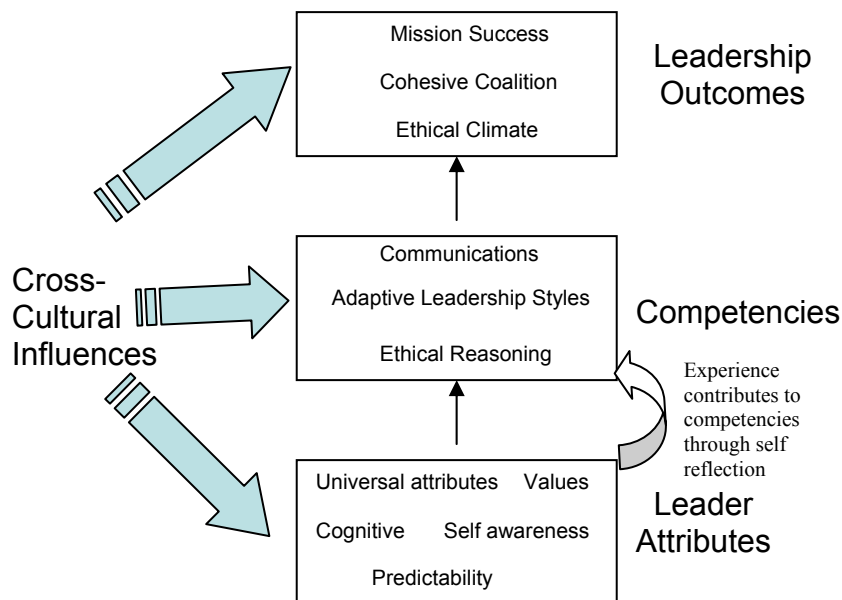 Mission Success
Cohesive Coalition
Ethical Climate
Leadership
Outcomes
Cross-
Cultural
Influences
Communications
Adaptive Leadership Styles
Ethical Reasoning
Competencies
Experience
contributes to
competencies
through self
reflection
Universal attributes Values
Cognitive Self awareness
Predictability
Leader
Attributes